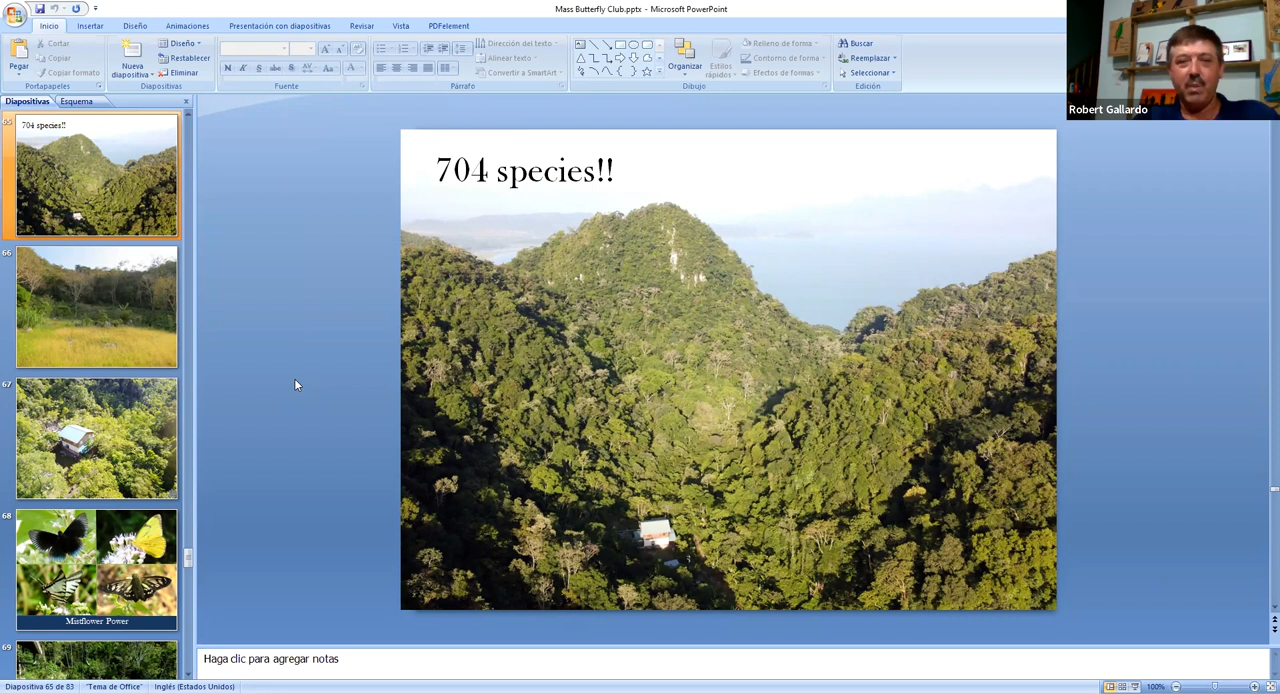 Mass Butterfly Club.pptx - Microsoft PowerPoint
Inicio Insertar Diseño Animaciones Presentación con diapositivas Revisar Vista PDFelement
Pegar
Cortar
Copiar
Copiar formato
Portapapeles
Nueva diapositiva
Diseño
Restablecer
Eliminar
Diapositivas
N K S abc S AV Aa A
Fuente
Dirección del texto
Alinear texto
Convertir a SmartArt
Párrafo
Organizar
Estilos rápidos
Relleno de forma
Contorno de forma
Efectos de formas
Dibujo
Buscar
Reemplazar
Seleccionar
Edición
Robert Gallardo
Diapositivas Esquema x
65
704 species!!
66
67
68
Mistflower Power
69
704 species!!
Haga clic para agregar notas
Diapositiva 65 de 83 "Tema de Office" Inglés (Estados Unidos) 100%